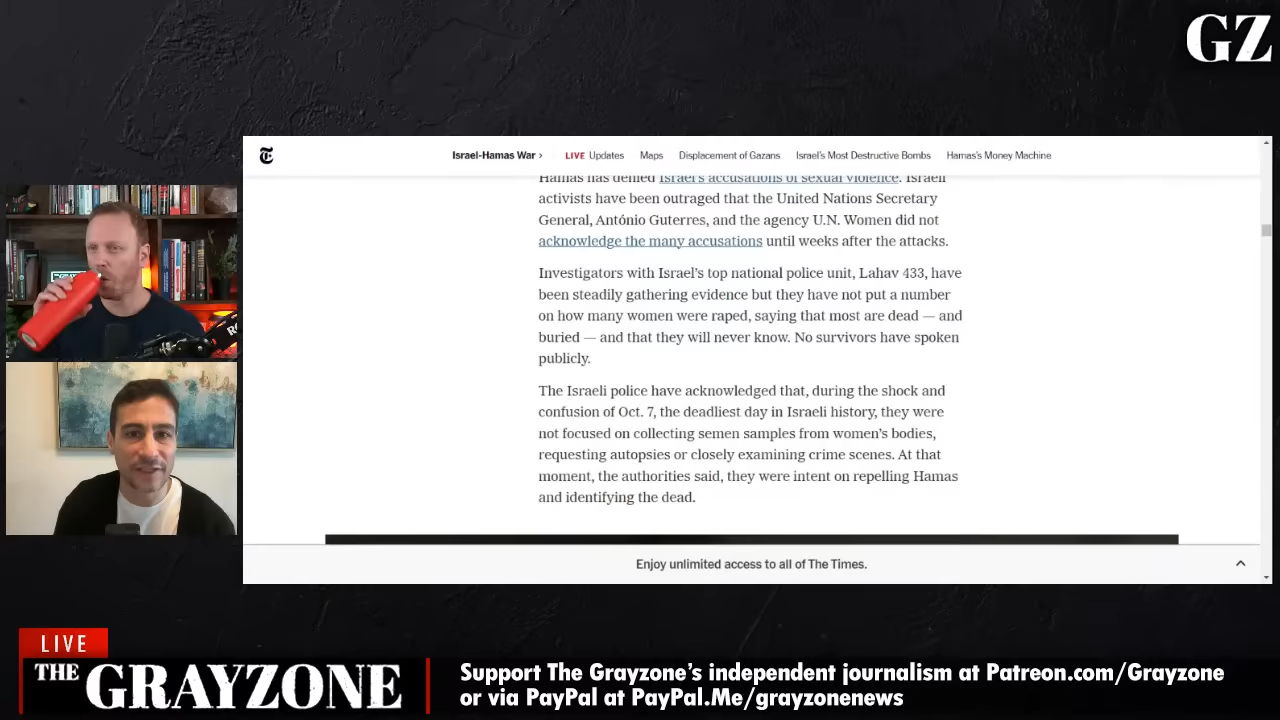 GZ
Israel-Hamas War › LIVE Updates Maps Displacement of Gazans Israel's Most Destructive Bombs Hamas's Money Machine
Hamas has denied Israel's accusations of sexual violence. Israeli
activists have been outraged that the United Nations Secretary
General, António Guterres, and the agency U.N. Women did not
acknowledge the many accusations until weeks after the attacks.
Investigators with Israel's top national police unit, Lahav 433, have
been steadily gathering evidence but they have not put a number
on how many women were raped, saying that most are dead — and
buried — and that they will never know. No survivors have spoken
publicly.
The Israeli police have acknowledged that, during the shock and
confusion of Oct. 7, the deadliest day in Israeli history, they were
not focused on collecting semen samples from women's bodies,
requesting autopsies or closely examining crime scenes. At that
moment, the authorities said, they were intent on repelling Hamas
and identifying the dead.
Enjoy unlimited access to all of The Times.
LIVE
THE GRAYZONE
Support The Grayzone's independent journalism at Patreon.com/Grayzone
or via PayPal at PayPal.Me/grayzonenews